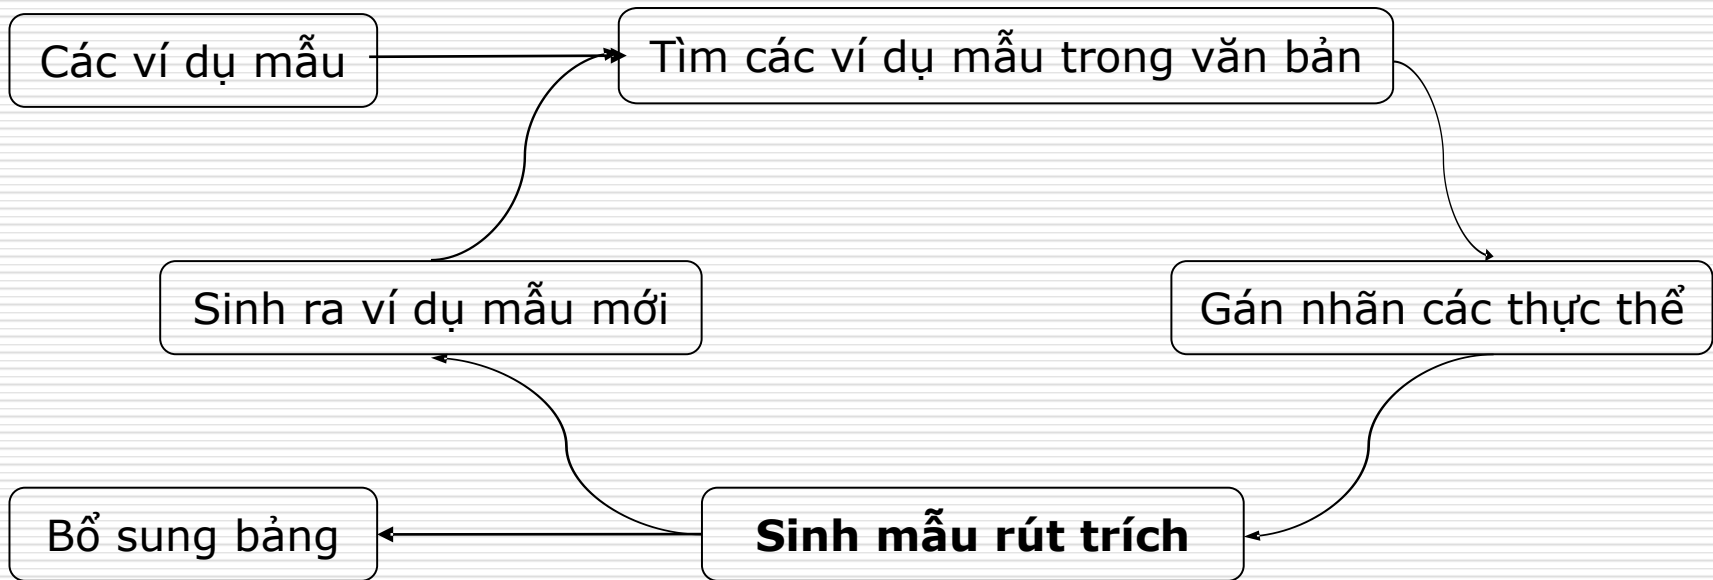 Các ví dụ mẫu
Tìm các ví dụ mẫu trong văn bản
Sinh ra ví dụ mẫu mới
Gán nhãn các thực thể
Bổ sung bảng
Sinh mẫu rút trích